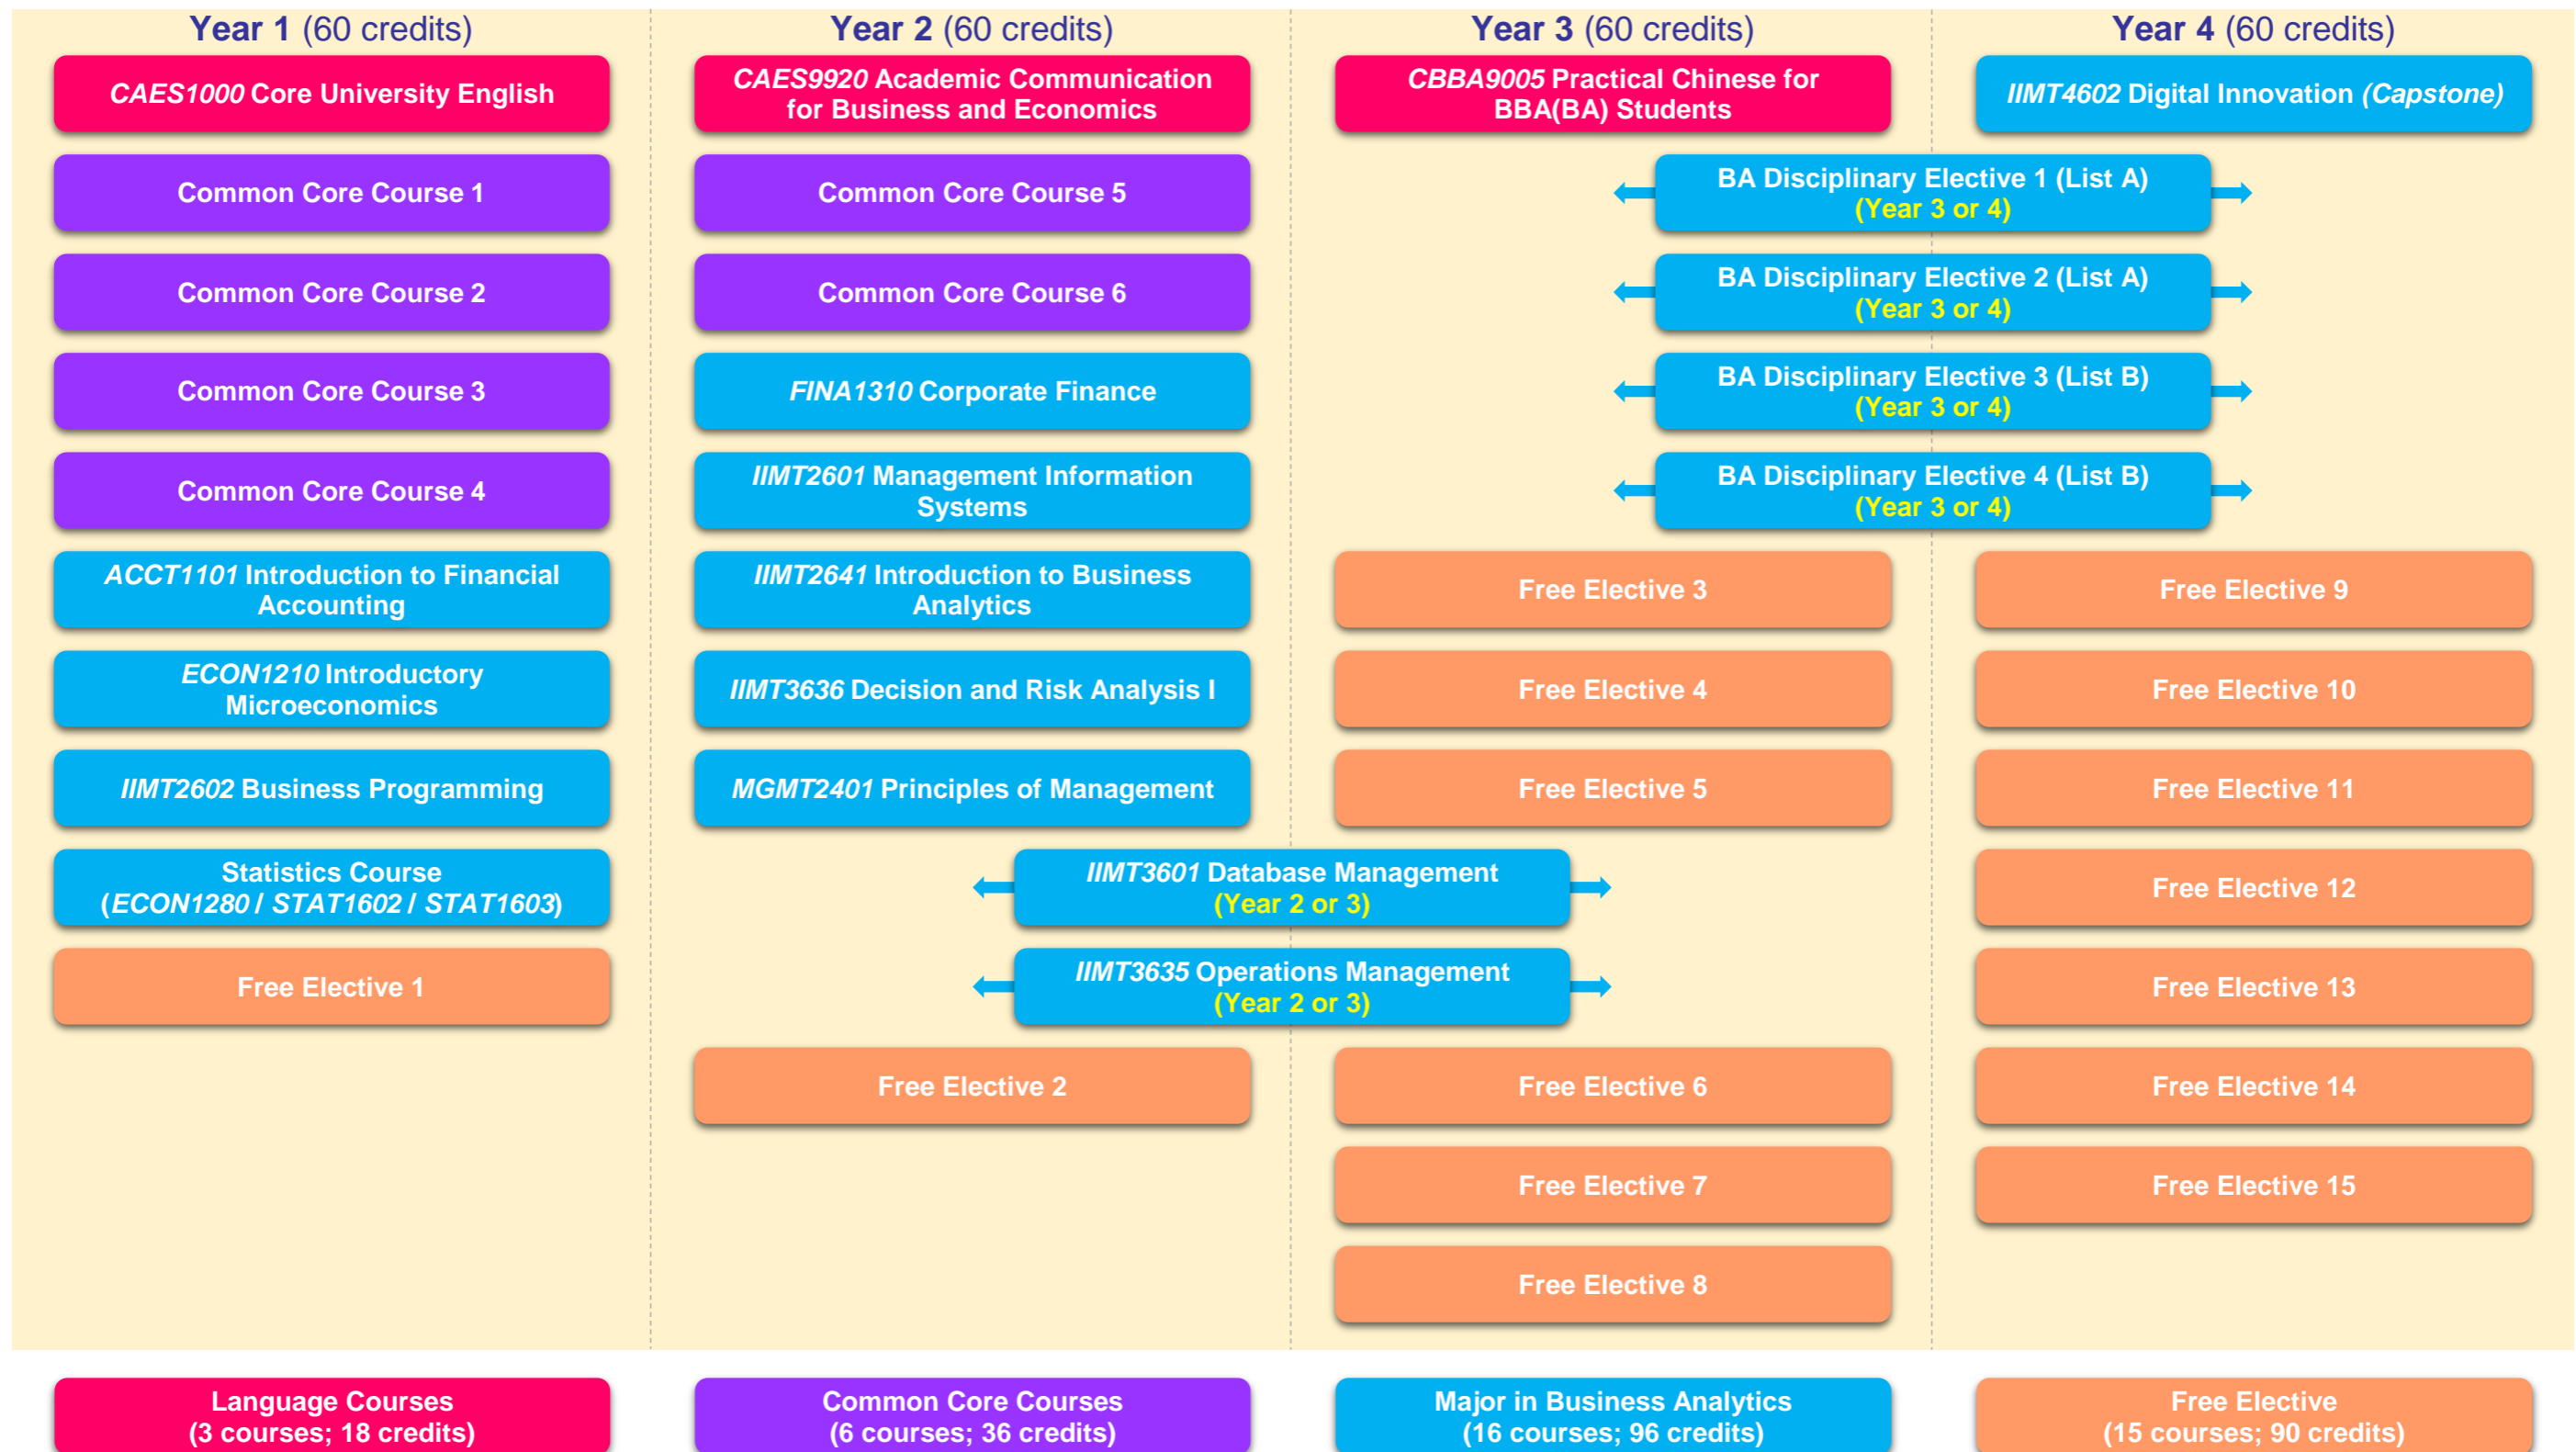 Year 1 (60 credits)
CAES1000 Core University English
Common Core Course 1
Common Core Course 2
Common Core Course 3
Common Core Course 4
ACCT1101 Introduction to Financial
Accounting
ECON1210 Introductory
Microeconomics
IIMT2602 Business Programming
Statistics Course
(ECON1280 / STAT1602 / STAT1603)
Free Elective 1
Year 2 (60 credits)
CAES9920 Academic Communication
for Business and Economics
Common Core Course 5
Common Core Course 6
FINA1310 Corporate Finance
IIMT2601 Management Information
Systems
IIMT2641 Introduction to Business
Analytics
IIMT3636 Decision and Risk Analysis I
MGMT2401 Principles of Management
IIMT3601 Database Management
(Year 2 or 3)
IIMT3635 Operations Management
(Year 2 or 3)
Free Elective 2
Year 3 (60 credits)
CBBA9005 Practical Chinese for
BBA(BA) Students
BA Disciplinary Elective 1 (List A)
(Year 3 or 4)
BA Disciplinary Elective 2 (List A)
(Year 3 or 4)
BA Disciplinary Elective 3 (List B)
(Year 3 or 4)
BA Disciplinary Elective 4 (List B)
(Year 3 or 4)
Free Elective 3
Free Elective 4
Free Elective 5
Free Elective 6
Free Elective 7
Free Elective 8
Year 4 (60 credits)
IIMT4602 Digital Innovation (Capstone)
Free Elective 9
Free Elective 10
Free Elective 11
Free Elective 12
Free Elective 13
Free Elective 14
Free Elective 15
Language Courses
(3 courses; 18 credits)
Common Core Courses
(6 courses; 36 credits)
Major in Business Analytics
(16 courses; 96 credits)
Free Elective
(15 courses; 90 credits)